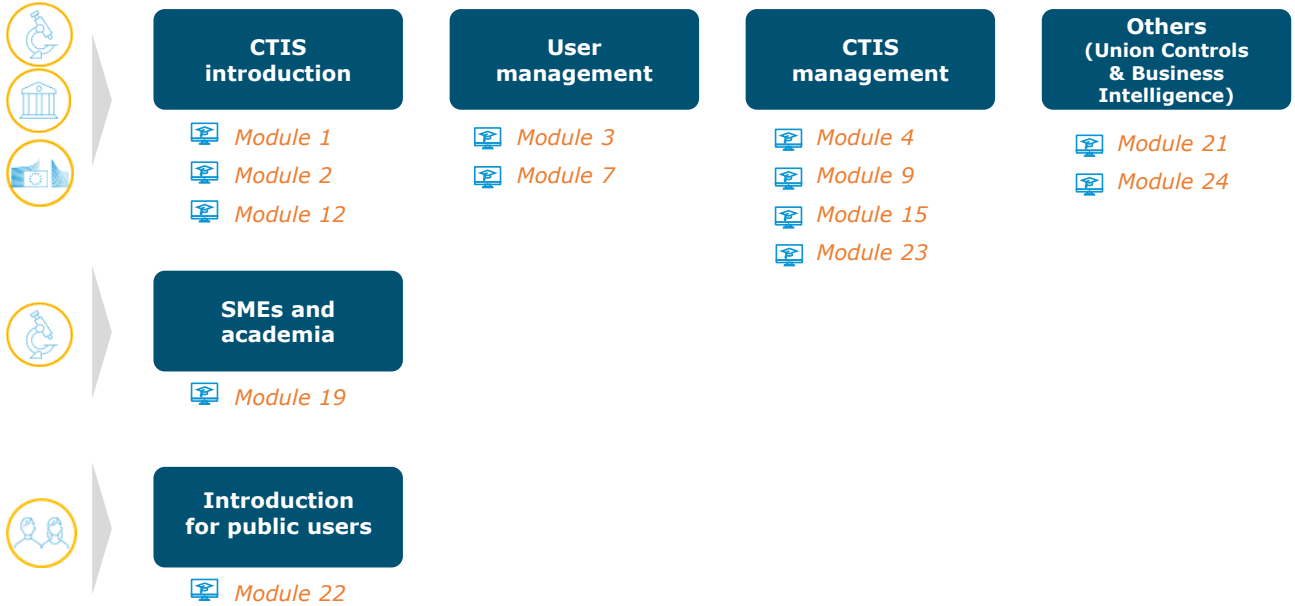 CTIS
introduction
Module 1
Module 2
Module 12
User
management
Module 3
Module 7
CTIS
management
Module 4
Module 9
Module 15
Module 23
Others
(Union Controls
& Business
Intelligence)
Module 21
Module 24
SMEs and
academia
Module 19
Introduction
for public users
Module 22